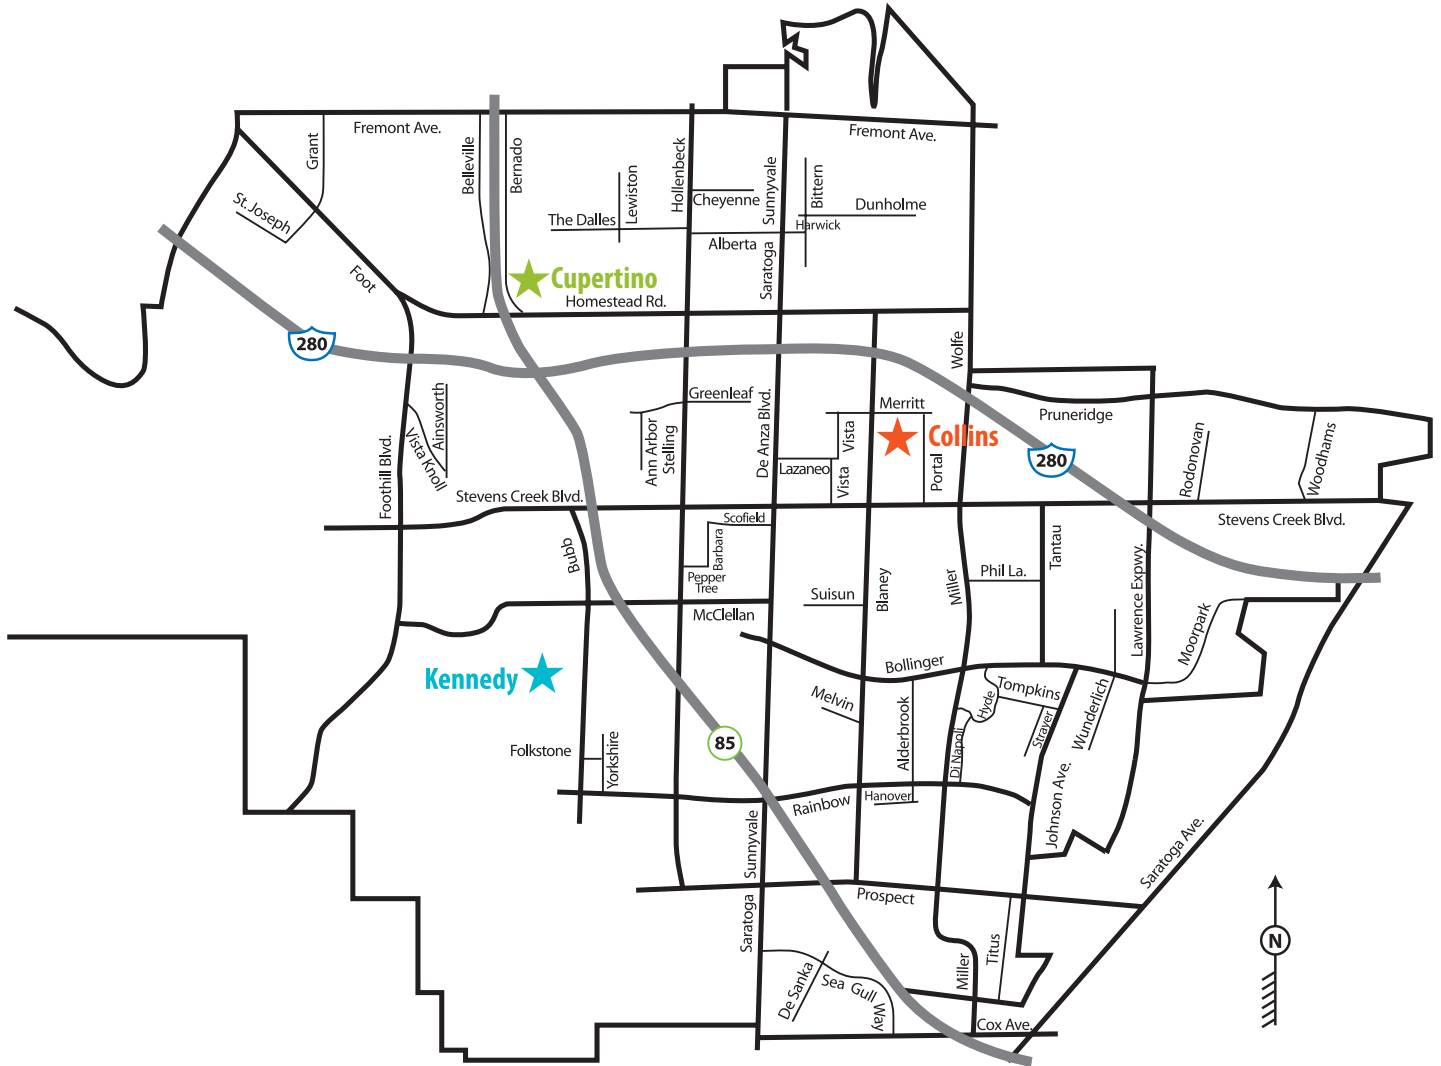 Fremont Ave.
Fremont Ave.
Grant
Belleville
Bernado
Hollenbeck
Sunnyvale
Saratoga
Bittern
Lewiston
Cheyenne
Dunholme
St. Joseph
The Dalles
Harwick
Alberta
Foot
Cupertino
Homestead Rd.
280
Wolfe
Greenleaf
Merritt
Pruneridge
Ainsworth
Vista Knoll
Foothill Blvd.
Ann Arbor
Stelling
De Anza Blvd.
Vista
Collins
Lazaneo
Vista
Portal
280
Rodonovan
Woodhams
Stevens Creek Blvd.
Stevens Creek Blvd.
Scofield
Barbara
Bubb
Pepper
Tree
Tantau
Phil La.
Miller
Blaney
Suisun
McClellan
Lawrence Expwy.
Moorpark
Bollinger
Kennedy
Melvin
Alderbrook
Hyde
Tompkins
Strayer
Wunderlich
Di Napoli
Folkstone
Yorkshire
85
Rainbow
Hanover
Johnson Ave.
Sunnyvale
Saratoga
Saratoga Ave.
Prospect
Titus
Miller
De Sanka
Sea Gull
Way
Cox Ave.
N